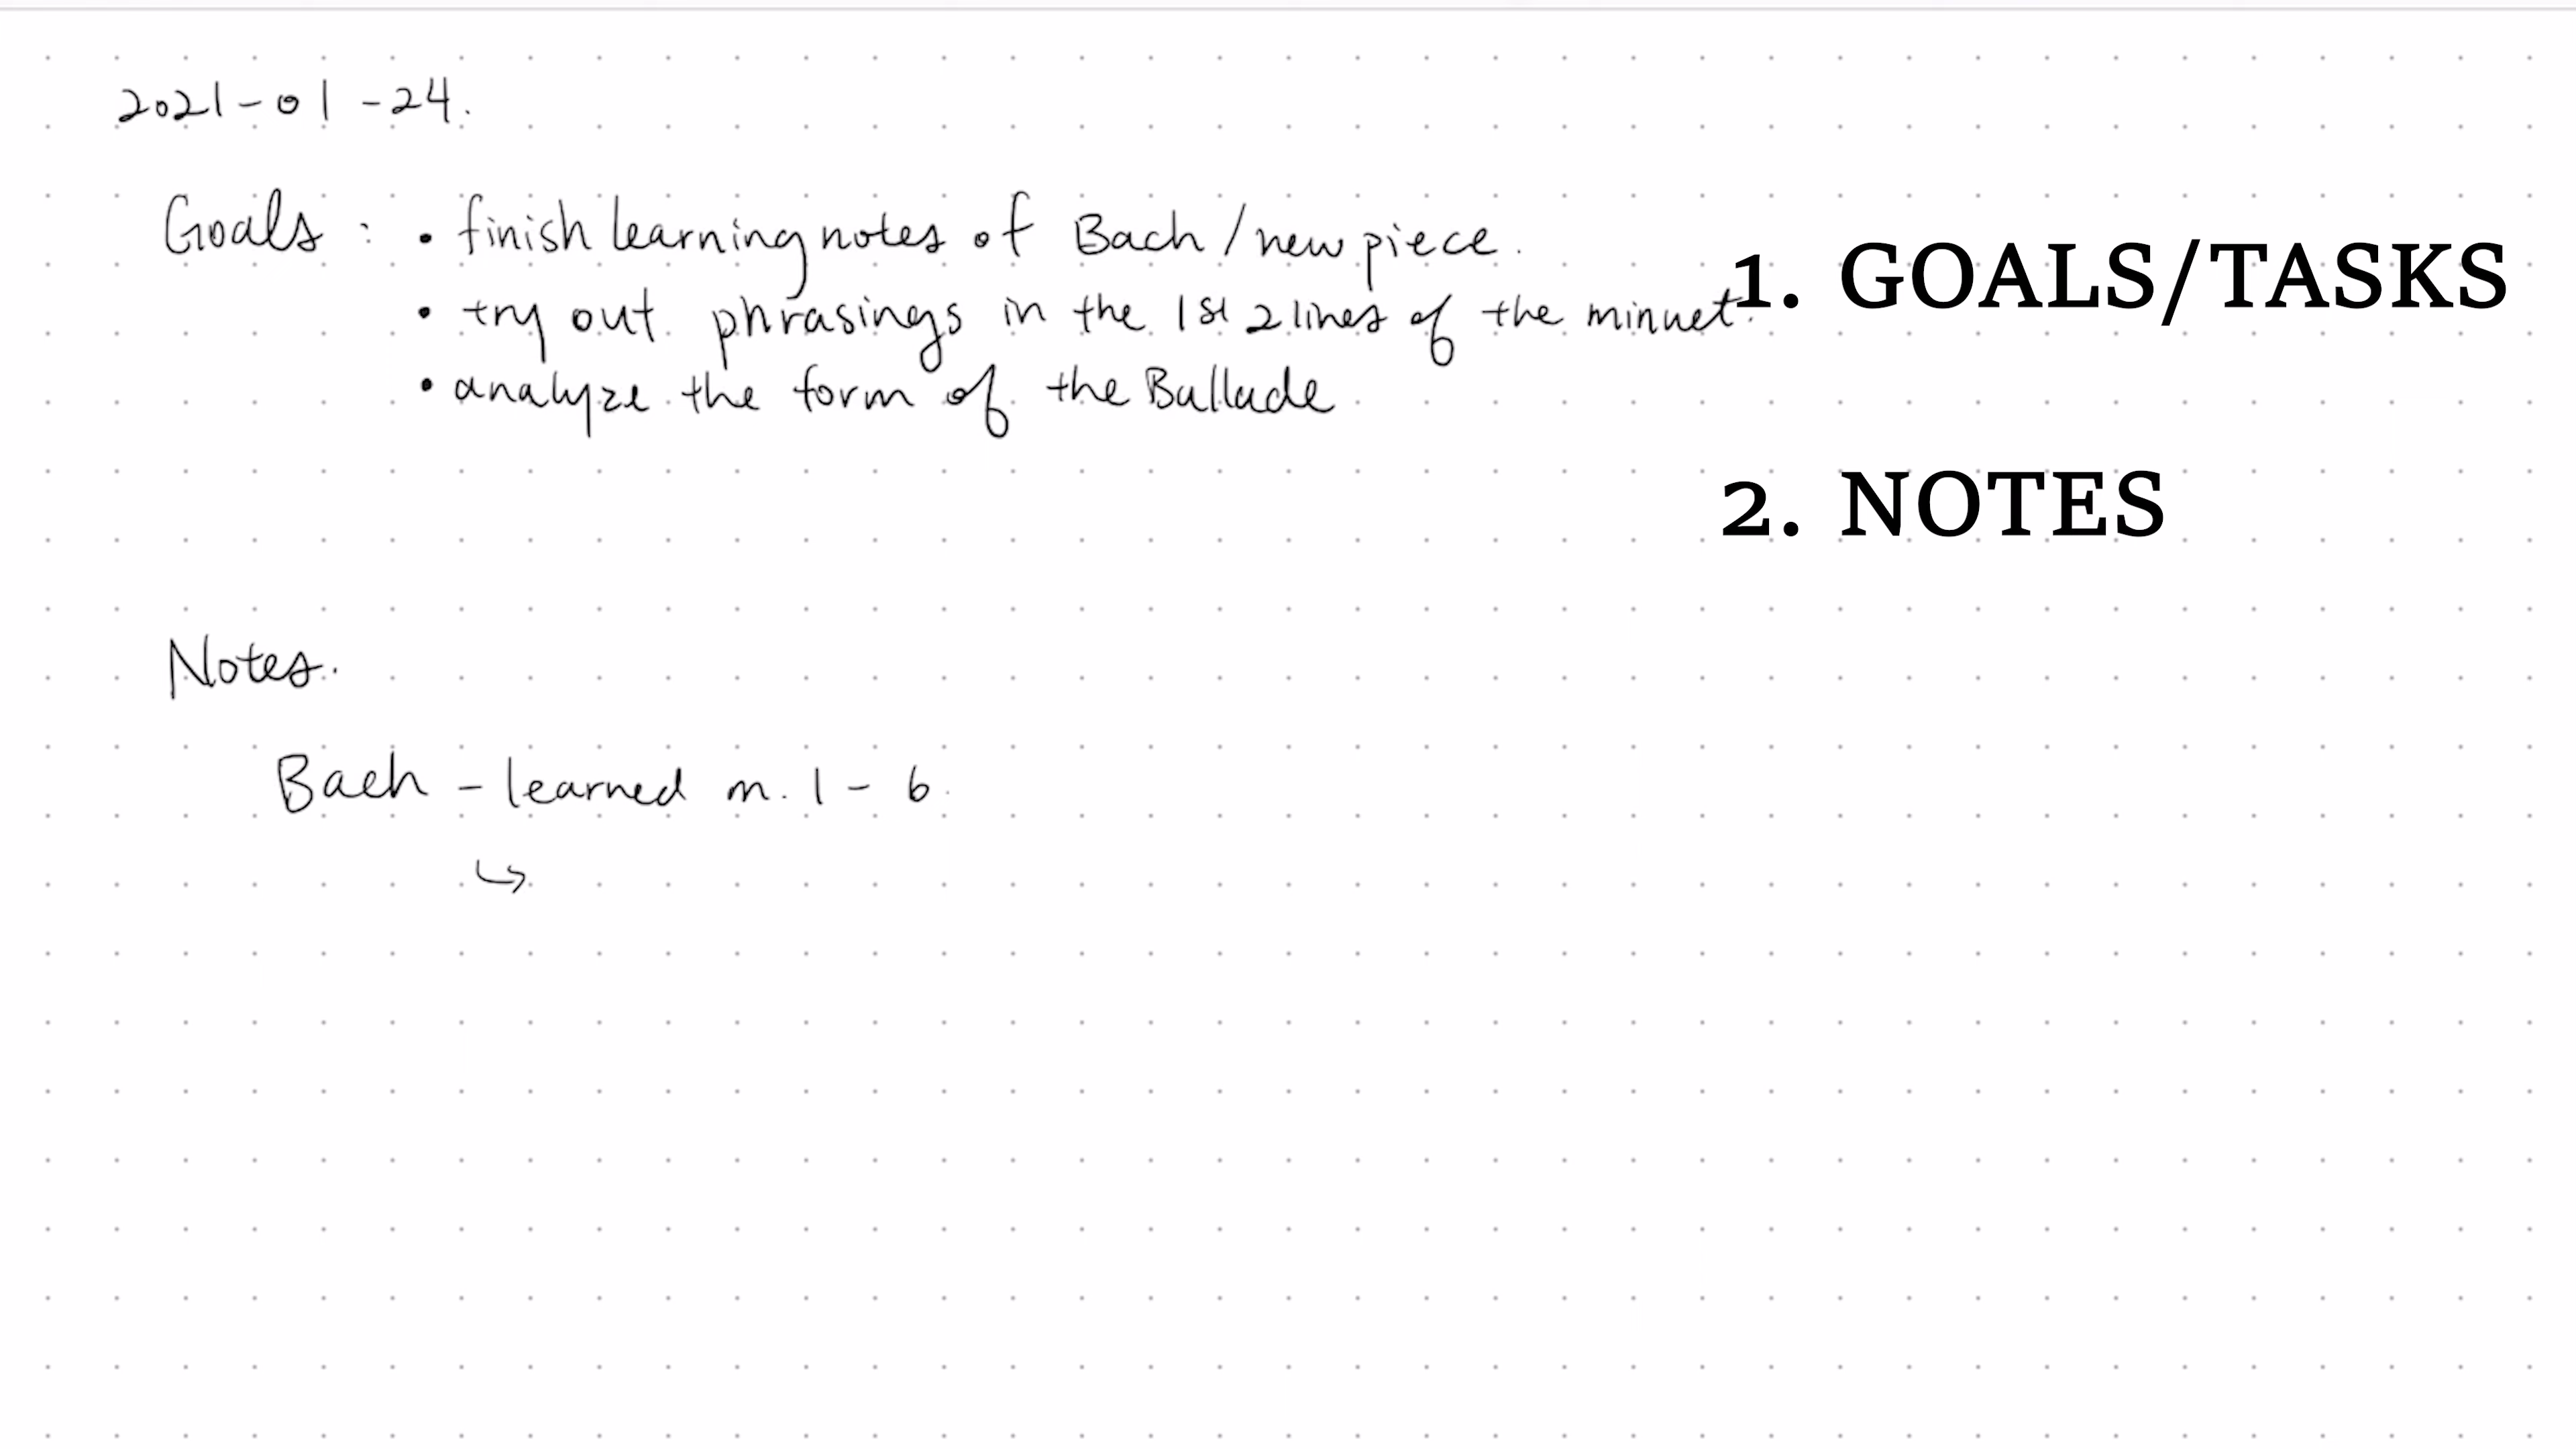 2021-01-24.
Goals: • finish learning notes of Bach/new piece.
• try out phrasings in the 1st 2 lines of the minuet.
• analyze the form of the Ballade
1. GOALS/TASKS
2. NOTES
Notes.
Bach - learned m. 1 - 6.
↳